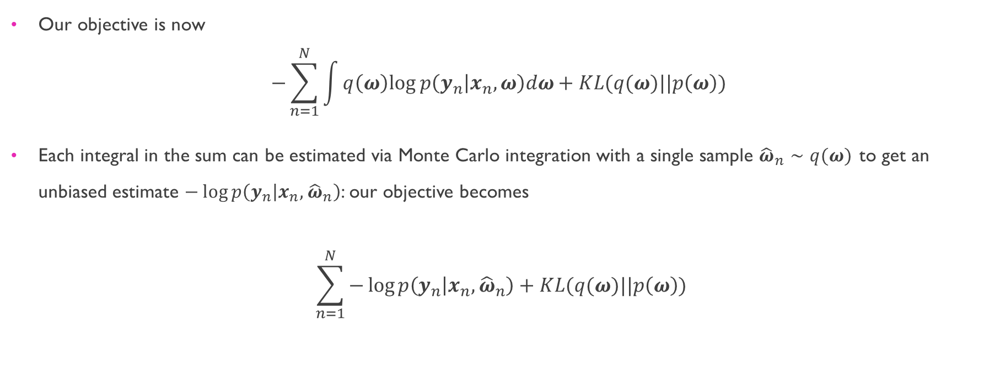 • Our objective is now
$-\sum_{n=1}^{N} \int q(\boldsymbol{\omega}) \log p(\boldsymbol{y}_n|\boldsymbol{x}_n, \boldsymbol{\omega}) d\boldsymbol{\omega} + KL(q(\boldsymbol{\omega})||p(\boldsymbol{\omega}))$
• Each integral in the sum can be estimated via Monte Carlo integration with a single sample $\widehat{\boldsymbol{\omega}}_n \sim q(\boldsymbol{\omega})$ to get an
unbiased estimate $-\log p(\boldsymbol{y}_n|\boldsymbol{x}_n, \widehat{\boldsymbol{\omega}}_n)$: our objective becomes
$\sum_{n=1}^{N} -\log p(\boldsymbol{y}_n|\boldsymbol{x}_n, \widehat{\boldsymbol{\omega}}_n) + KL(q(\boldsymbol{\omega})||p(\boldsymbol{\omega}))$